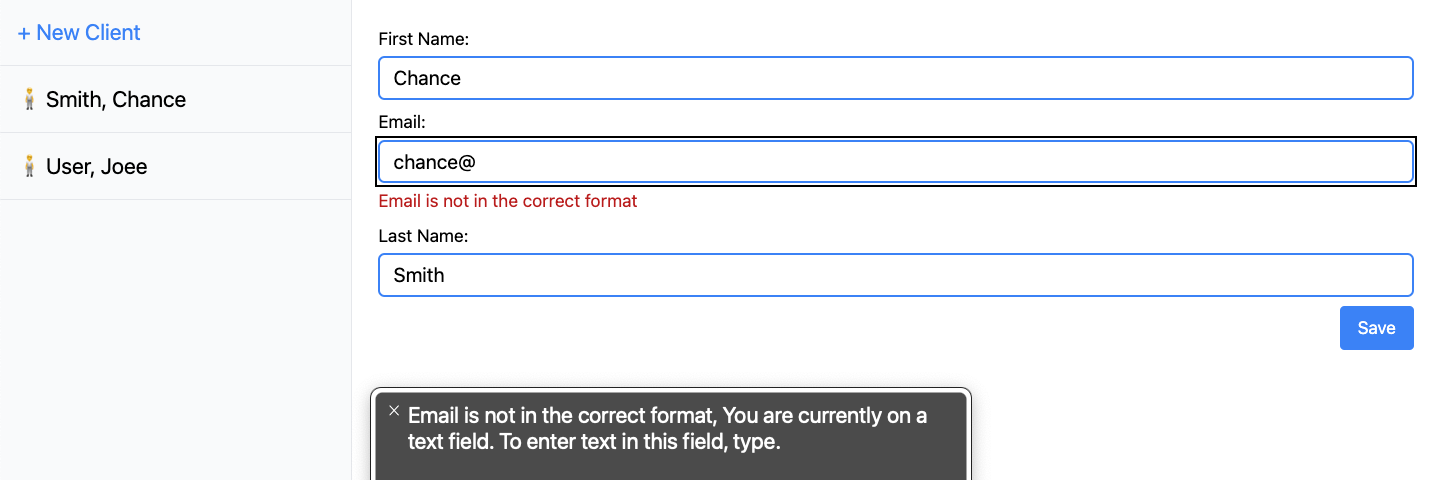 + New Client
Smith, Chance
User, Joee
First Name:
Chance
Email:
chance@
Email is not in the correct format
Last Name:
Smith
Save
Email is not in the correct format, You are currently on a
text field. To enter text in this field, type.